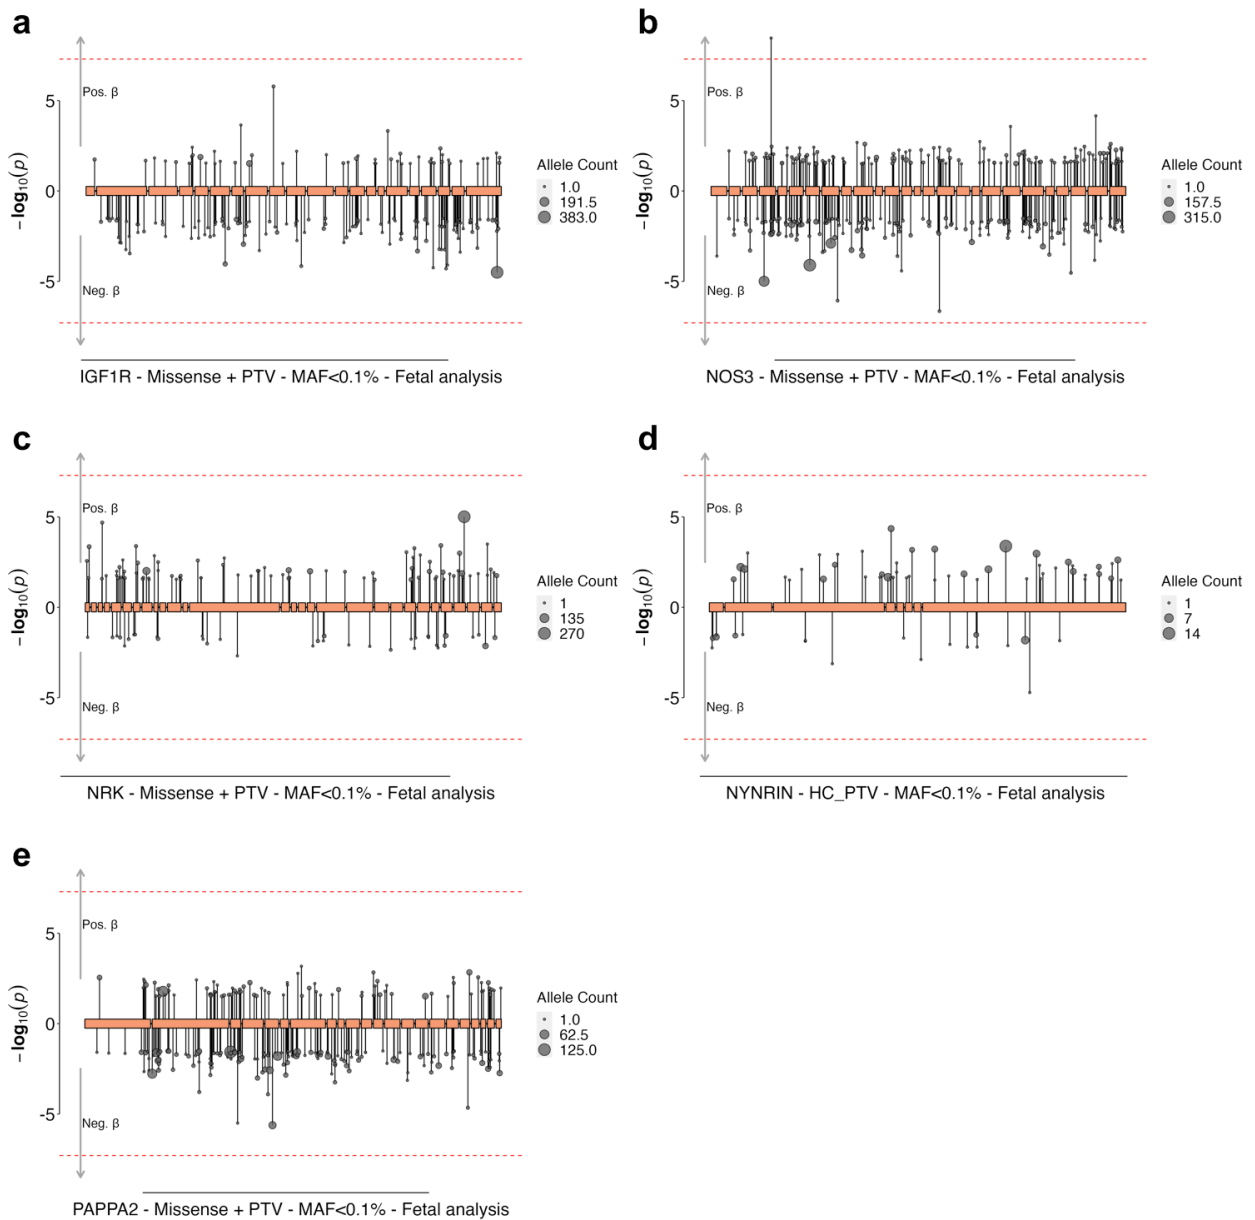 a
Pos. β
5
0
-5
−log₁₀(p)
Neg. β
Allele Count
1.0
191.5
383.0
IGF1R - Missense + PTV - MAF<0.1% - Fetal analysis
b
Pos. β
5
0
-5
−log₁₀(p)
Neg. β
Allele Count
1.0
157.5
315.0
NOS3 - Missense + PTV - MAF<0.1% - Fetal analysis
c
Pos. β
5
0
-5
−log₁₀(p)
Neg. β
Allele Count
1
135
270
NRK - Missense + PTV - MAF<0.1% - Fetal analysis
d
Pos. β
5
0
-5
−log₁₀(p)
Neg. β
Allele Count
1
7
14
NYNRIN - HC_PTV - MAF<0.1% - Fetal analysis
e
Pos. β
5
0
-5
−log₁₀(p)
Neg. β
Allele Count
1.0
62.5
125.0
PAPPA2 - Missense + PTV - MAF<0.1% - Fetal analysis